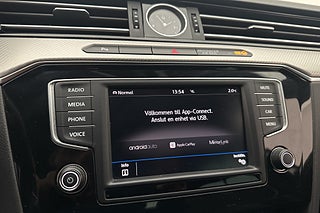 RADIO
MEDIA
PHONE
VOICE
Normal 13:54 2.0°C
Välkommen till App-Connect.
Anslut en enhet via USB.
androidauto Apple CarPlay MirrorLink
Info
MUTE
SOUND
CAR
MENU